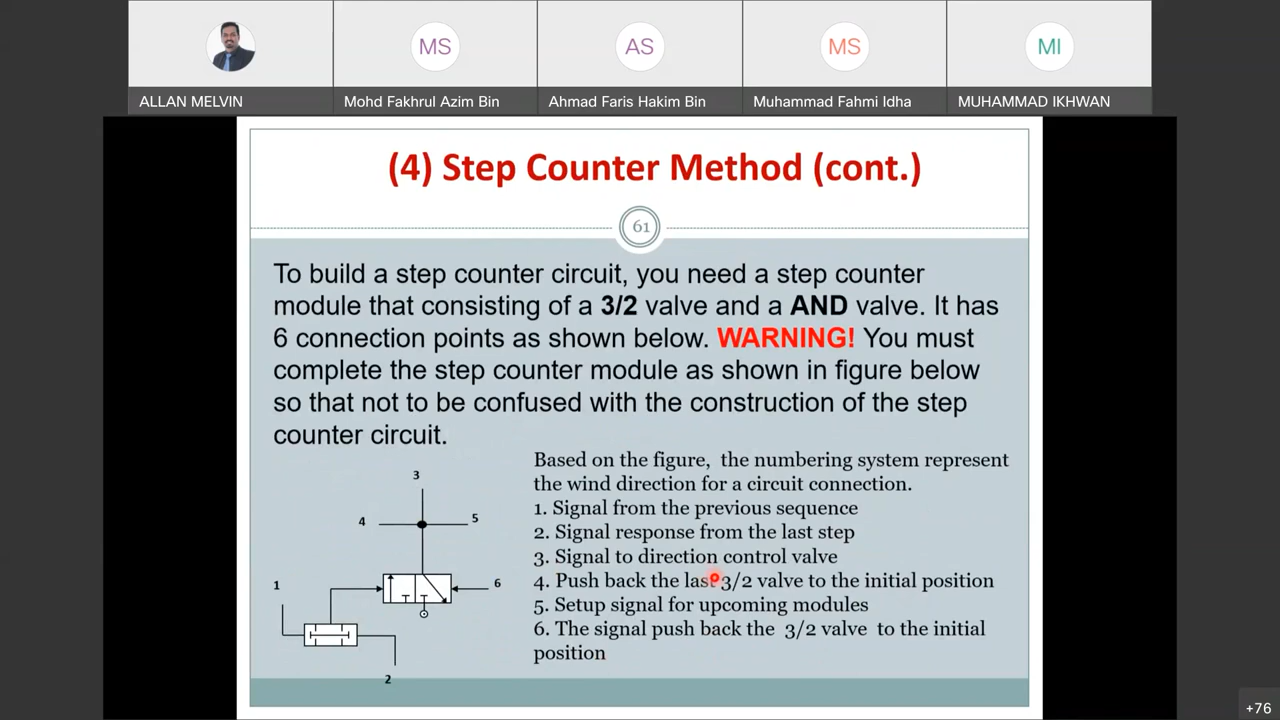 MS
AS
MS
MI
ALLAN MELVIN
Mohd Fakhrul Azim Bin
Ahmad Faris Hakim Bin
Muhammad Fahmi Idha
MUHAMMAD IKHWAN
(4) Step Counter Method (cont.)
61
To build a step counter circuit, you need a step counter
module that consisting of a 3/2 valve and a AND valve. It has
6 connection points as shown below. WARNING! You must
complete the step counter module as shown in figure below
so that not to be confused with the construction of the step
counter circuit.
Based on the figure, the numbering system represent
the wind direction for a circuit connection.
1. Signal from the previous sequence
2. Signal response from the last step
3. Signal to direction control valve
4. Push back the last 3/2 valve to the initial position
5. Setup signal for upcoming modules
6. The signal push back the 3/2 valve to the initial
position
3
4
5
1
6
2
+76